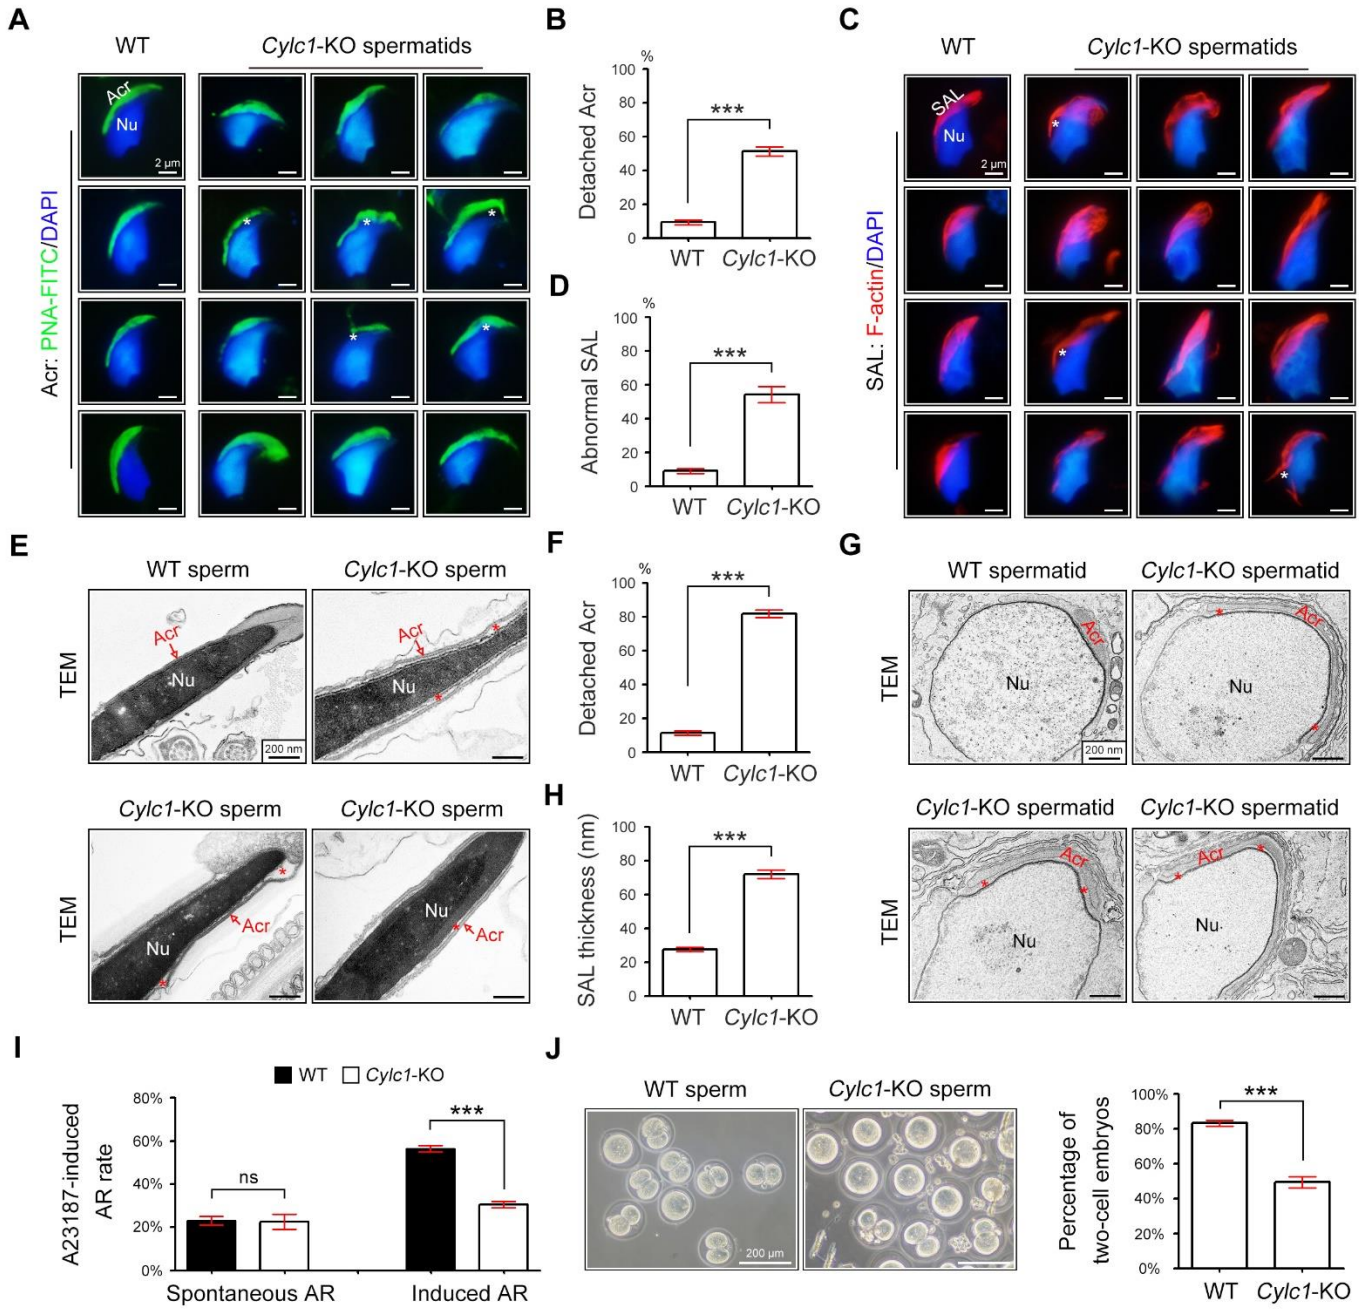 A
WT
Cylc1-KO spermatids
Acr: PNA-FITC/DAPI
Acr
Nu
2 μm
*
*
*
*
*
B
%
Detached Acr
100
80
60
40
20
0
***
WT
Cylc1-KO
C
WT
Cylc1-KO spermatids
SAL: F-actin/DAPI
SAL
Nu
2 μm
*
*
*
D
%
Abnormal SAL
100
80
60
40
20
0
***
WT
Cylc1-KO
E
WT sperm
Cylc1-KO sperm
TEM
Acr
Nu
200 nm
Acr
Nu
*
*
Cylc1-KO sperm
Cylc1-KO sperm
TEM
Nu
Acr
*
*
Nu
Acr
*
F
%
Detached Acr
100
80
60
40
20
0
***
WT
Cylc1-KO
G
WT spermatid
Cylc1-KO spermatid
TEM
Acr
Nu
200 nm
Acr
Nu
*
*
Cylc1-KO spermatid
Cylc1-KO spermatid
TEM
Acr
Nu
*
*
Acr
Nu
*
*
H
SAL thickness (nm)
100
80
60
40
20
0
***
WT
Cylc1-KO
I
WT
Cylc1-KO
A23187-induced
AR rate
80%
60%
40%
20%
0%
ns
***
Spontaneous AR
Induced AR
J
WT sperm
Cylc1-KO sperm
200 μm
Percentage of
two-cell embryos
100%
80%
60%
40%
20%
0%
***
WT
Cylc1-KO